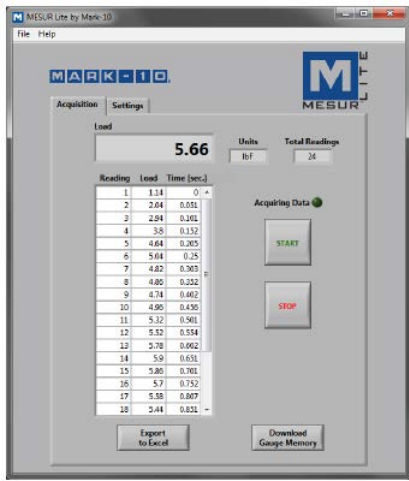 MESUR Lite by Mark-10
File Help
MARK-10
M
MESUR LITE
Acquisition Settings
Load
5.66
Units
lbF
Total Readings
24
Reading Load Time (sec.)
1 1.14 0
2 2.04 0.051
3 2.94 0.101
4 3.8 0.152
5 4.64 0.205
6 5.04 0.25
7 4.82 0.303
8 4.86 0.352
9 4.74 0.402
10 4.96 0.456
11 5.32 0.501
12 5.52 0.554
13 5.78 0.602
14 5.9 0.651
15 5.86 0.701
16 5.7 0.752
17 5.58 0.807
18 5.44 0.851
Acquiring Data
START
STOP
Export
to Excel
Download
Gauge Memory